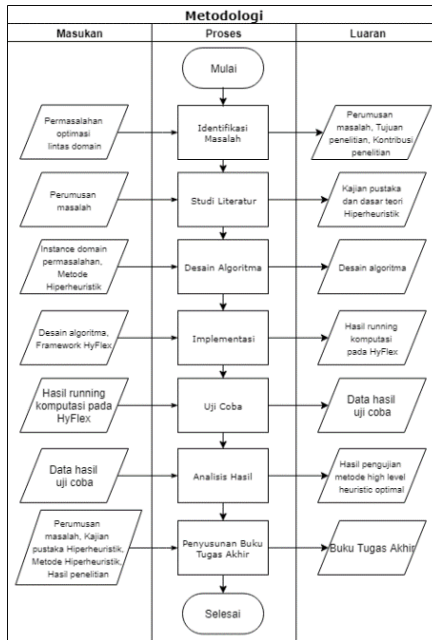 Metodologi
Masukan
Proses
Luaran
Mulai
Permasalahan
optimasi
lintas domain
Identifikasi
Masalah
Perumusan
masalah, Tujuan
penelitian, Kontribusi
penelitian
Perumusan
masalah
Studi Literatur
Kajian pustaka
dan dasar teori
Hiperheuristik
Instance domain
permasalahan,
Metode
Hiperheuristik
Desain Algoritma
Desain algoritma
Desain algoritma,
Framework HyFlex
Implementasi
Hasil running
komputasi
pada HyFlex
Hasil running
komputasi pada
HyFlex
Uji Coba
Data hasil
uji coba
Data hasil
uji coba
Analisis Hasil
Hasil pengujian
metode high level
heuristic optimal
Perumusan
masalah, Kajian
pustaka Hiperheuristik,
Metode Hiperheuristik,
Hasil penelitian
Penyusunan Buku
Tugas Akhir
Buku Tugas Akhir
Selesai